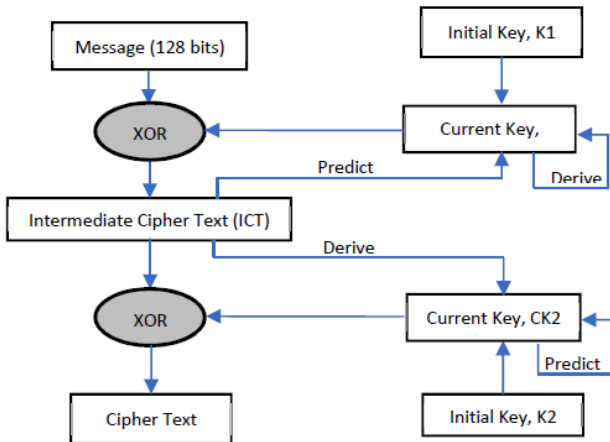 Message (128 bits)
Initial Key, K1
XOR
Current Key,
Predict
Derive
Intermediate Cipher Text (ICT)
Derive
XOR
Current Key, CK2
Predict
Cipher Text
Initial Key, K2